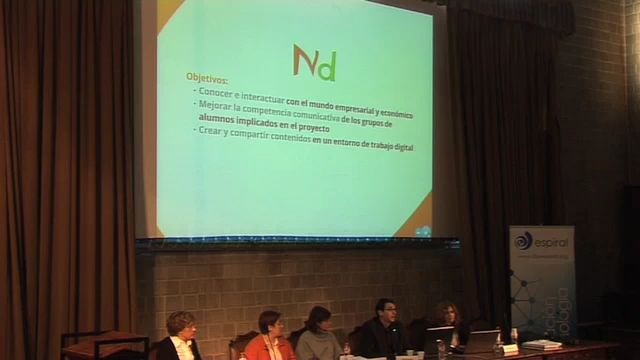 Nd
Objetivos:
- Conocer e interactuar con el mundo empresarial y económico
- Mejorar la competencia comunicativa de los grupos de
alumnos implicados en el proyecto
- Crear y compartir contenidos en un entorno de trabajo digital
espiral